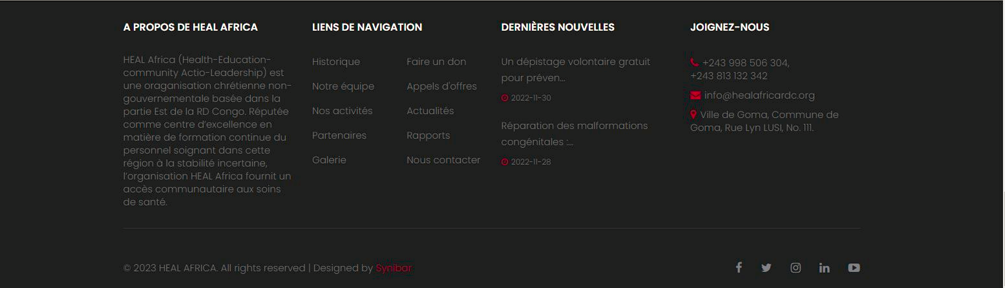 A PROPOS DE HEAL AFRICA
HEAL Africa (Health-Education-
community Actio-Leadership) est
une oraganisation chrétienne non-
gouvernementale basée dans la
partie Est de la RD Congo. Réputée
comme centre d'excellence en
matière de formation continue du
personnel soignant dans cette
région à la stabilité incertaine,
l'organisation HEAL Africa fournit un
accès communautaire aux soins
de santé.
LIENS DE NAVIGATION
Historique
Notre équipe
Nos activités
Partenaires
Galerie
Faire un don
Appels d'offres
Actualités
Rapports
Nous contacter
DERNIÈRES NOUVELLES
Un dépistage volontaire gratuit
pour préven...
2022-11-30
Réparation des malformations
congénitales :...
2022-11-28
JOIGNEZ-NOUS
+243 998 506 304,
+243 813 132 342
info@healafricardc.org
Ville de Goma, Commune de
Goma, Rue Lyn LUSI, No. 111.
© 2023 HEAL AFRICA. All rights reserved | Designed by